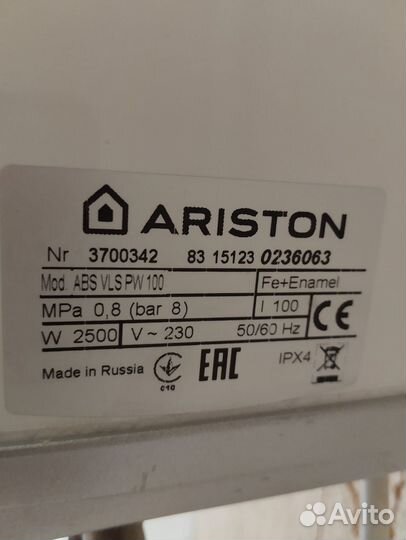 ARISTON
Nr 3700342 83 15123 0236063
Mod. ABS VLS PW 100 Fe+Enamel
MPa 0,8 (bar 8) l 100
W 2500 V ~ 230 50/60 Hz CE
Made in Russia C10 EAC IPX4
Avito